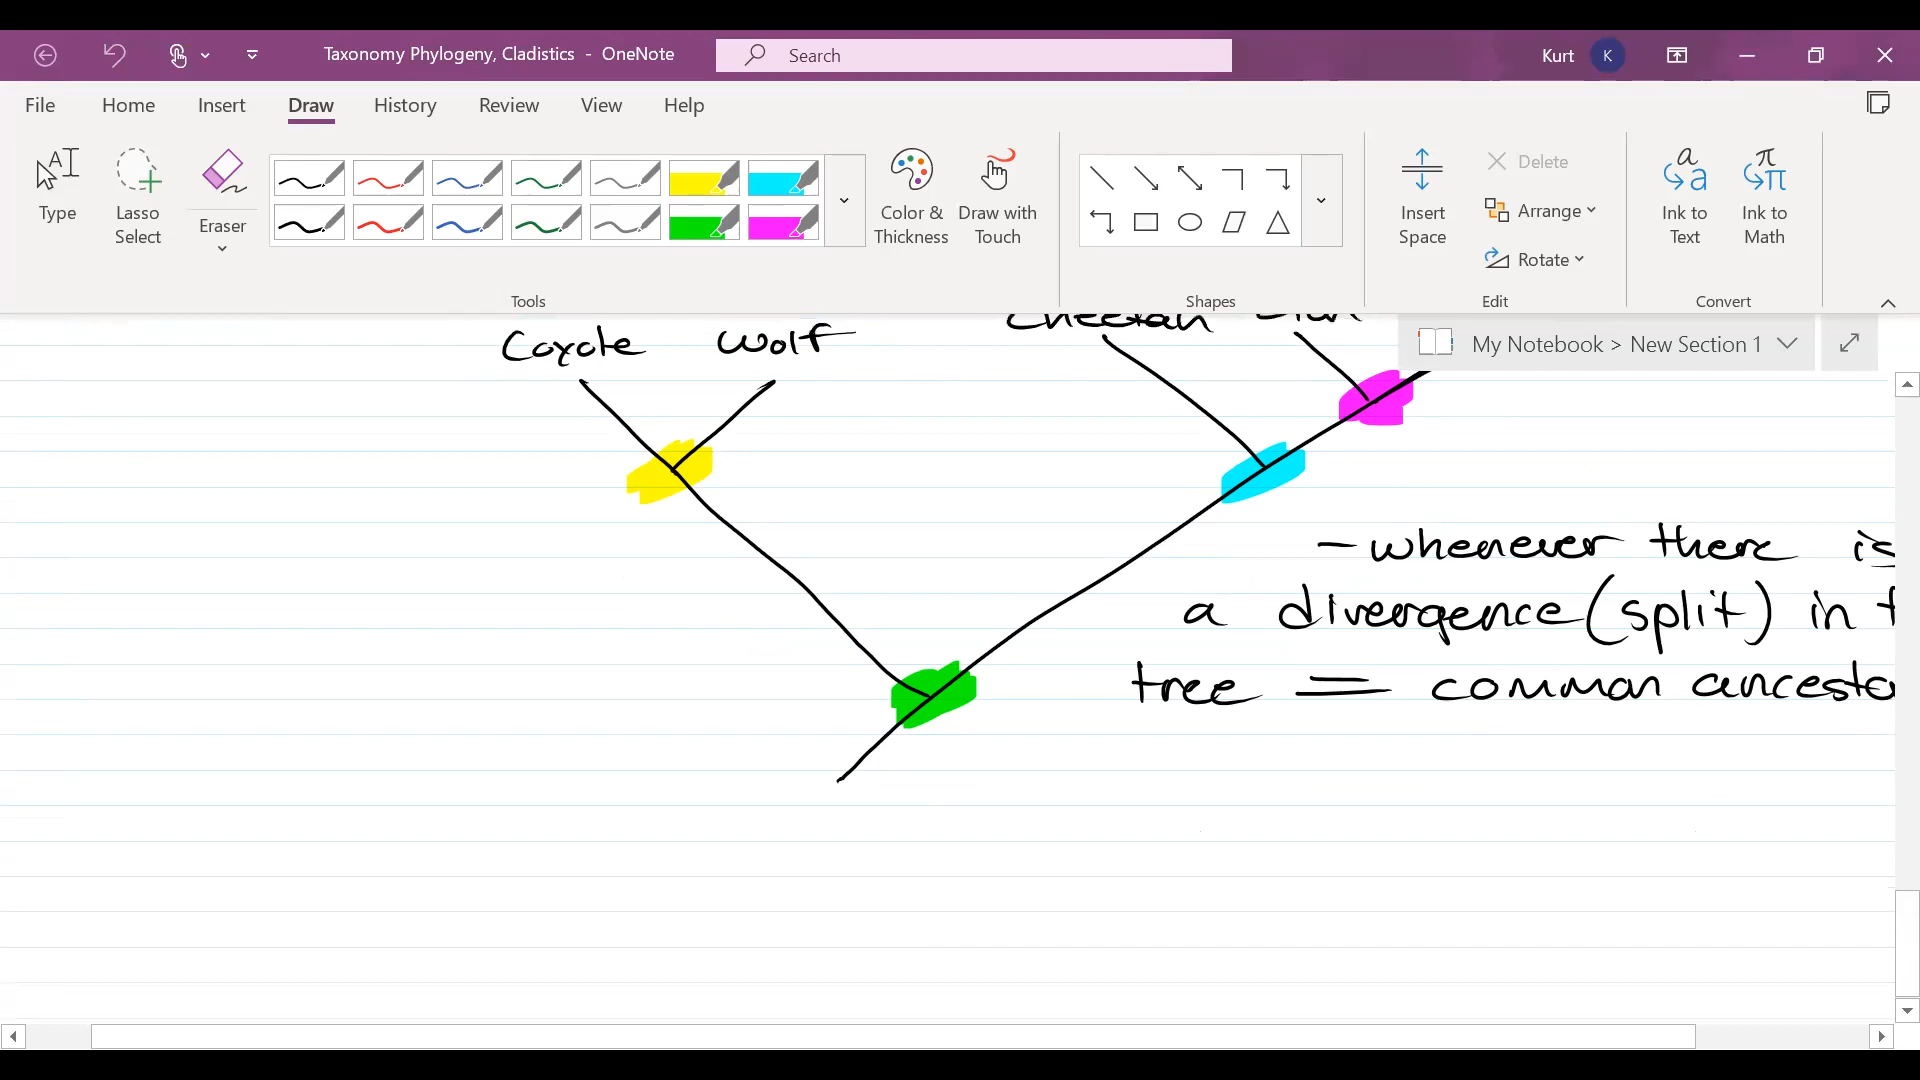 Taxonomy Phylogeny, Cladistics - OneNote
Search
Kurt
K
File Home Insert Draw History Review View Help
Type
Lasso Select
Eraser
Color & Thickness
Draw with Touch
Insert Space
Delete
Arrange
Rotate
Ink to Text
Ink to Math
Tools
Shapes
Edit
Convert
My Notebook > New Section 1
Coyote Wolf Cheetah
- whenever there is
a divergence (split) in t
tree = common ancesto